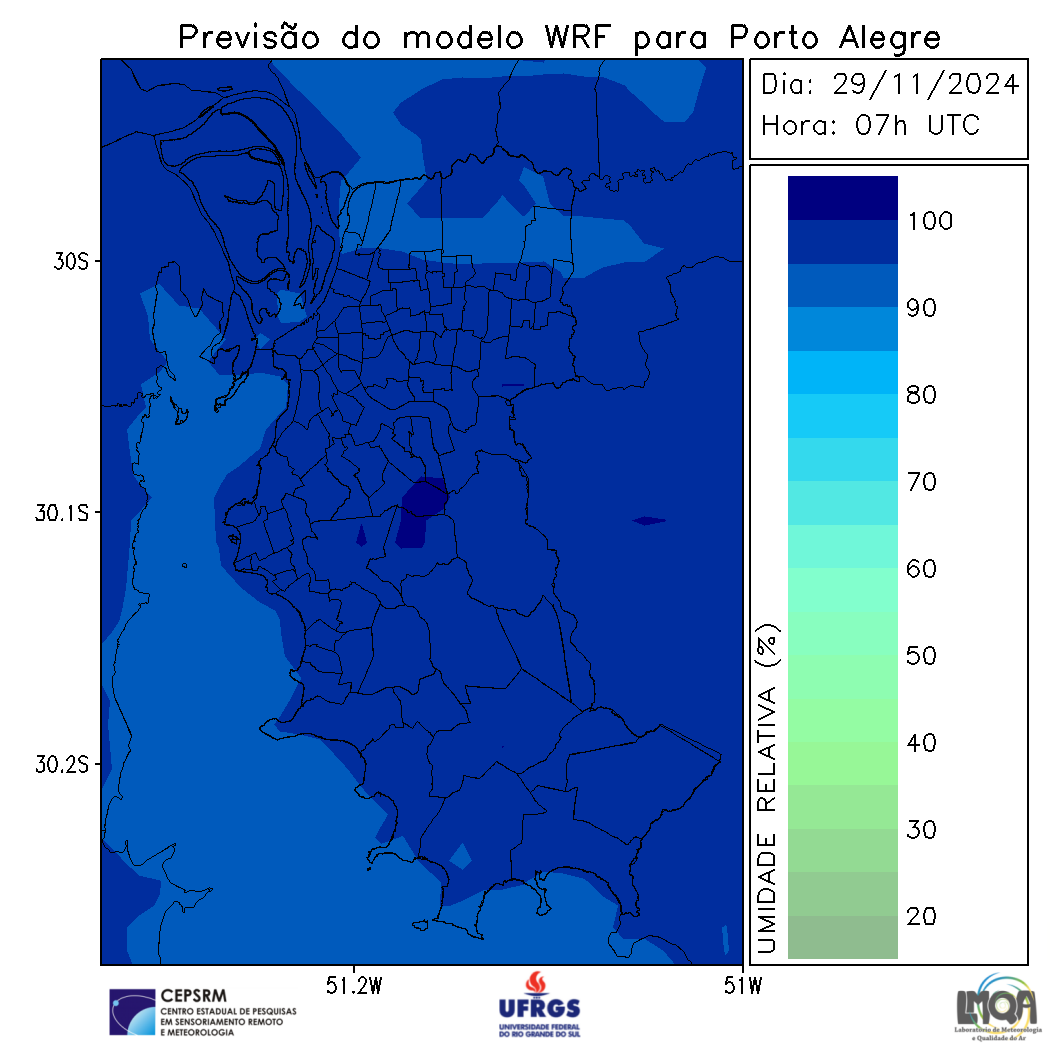 Previsão do modelo WRF para Porto Alegre
Dia: 29/11/2024
Hora: 07h UTC
100
90
80
70
60
50
40
30
20
UMIDADE RELATIVA (%)
30S
30.1S
30.2S
51.2W
51W
CEPSRM
CENTRO ESTADUAL DE PESQUISAS
EM SENSORIAMENTO REMOTO
E METEOROLOGIA
UFRGS
UNIVERSIDADE FEDERAL
DO RIO GRANDE DO SUL
LMQA
Laboratório de Meteorologia
e Qualidade do Ar